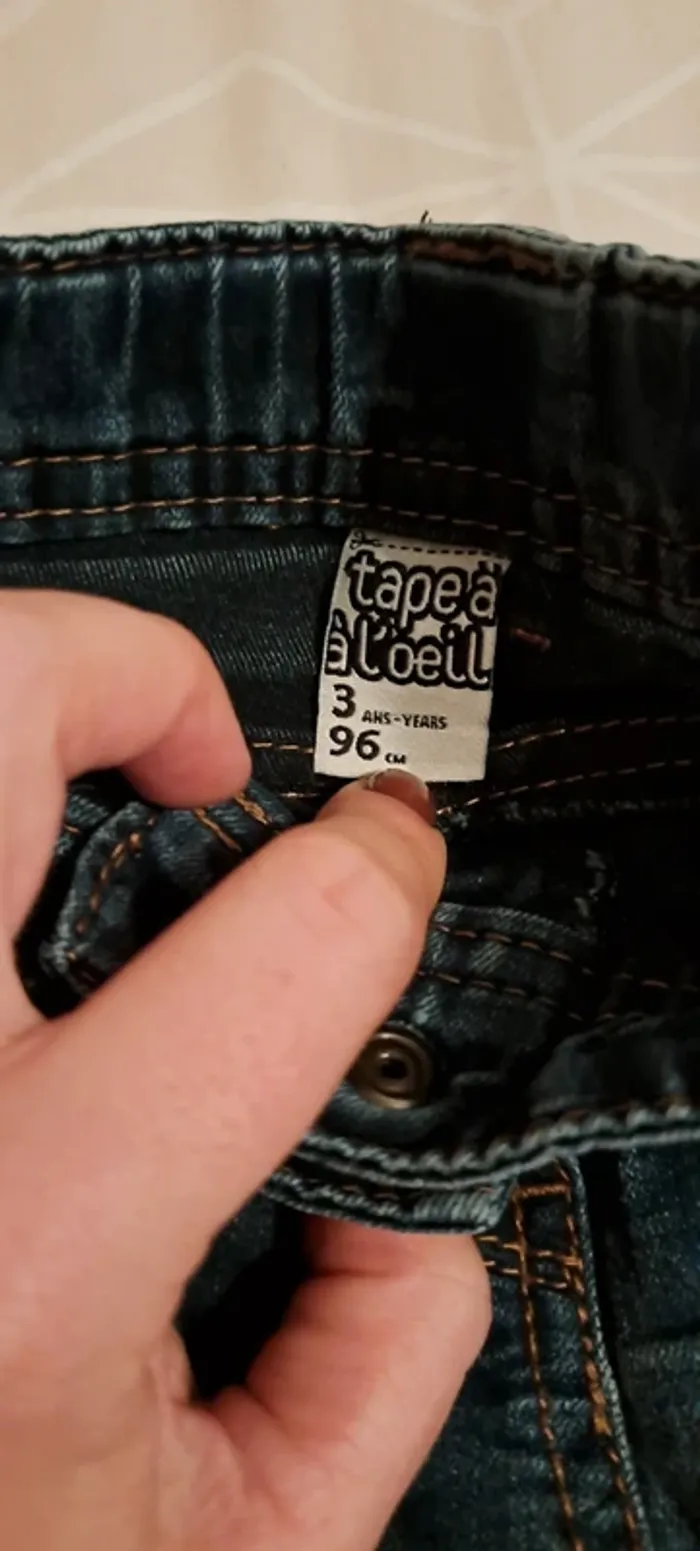 tape à
à l'oeil
3 ANS-YEARS
96 CM